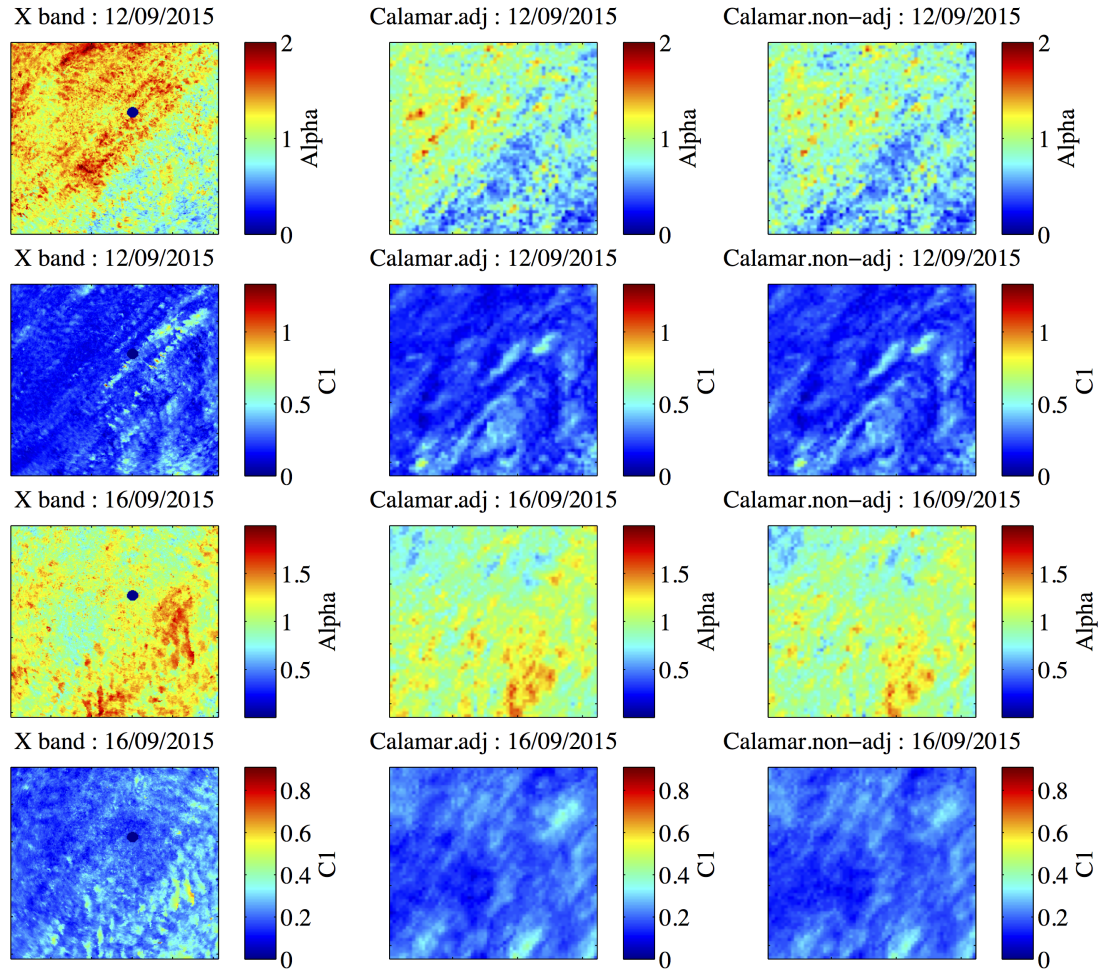 X band : 12/09/2015
Calamar.adj : 12/09/2015
Calamar.non−adj : 12/09/2015
2
1
0
Alpha
2
1
0
Alpha
2
1
0
Alpha
X band : 12/09/2015
Calamar.adj : 12/09/2015
Calamar.non−adj : 12/09/2015
1
0.5
0
C1
1
0.5
0
C1
1
0.5
0
C1
X band : 16/09/2015
Calamar.adj : 16/09/2015
Calamar.non−adj : 16/09/2015
1.5
1
0.5
Alpha
1.5
1
0.5
Alpha
1.5
1
0.5
Alpha
X band : 16/09/2015
Calamar.adj : 16/09/2015
Calamar.non−adj : 16/09/2015
0.8
0.6
0.4
0.2
0
C1
0.8
0.6
0.4
0.2
0
C1
0.8
0.6
0.4
0.2
0
C1